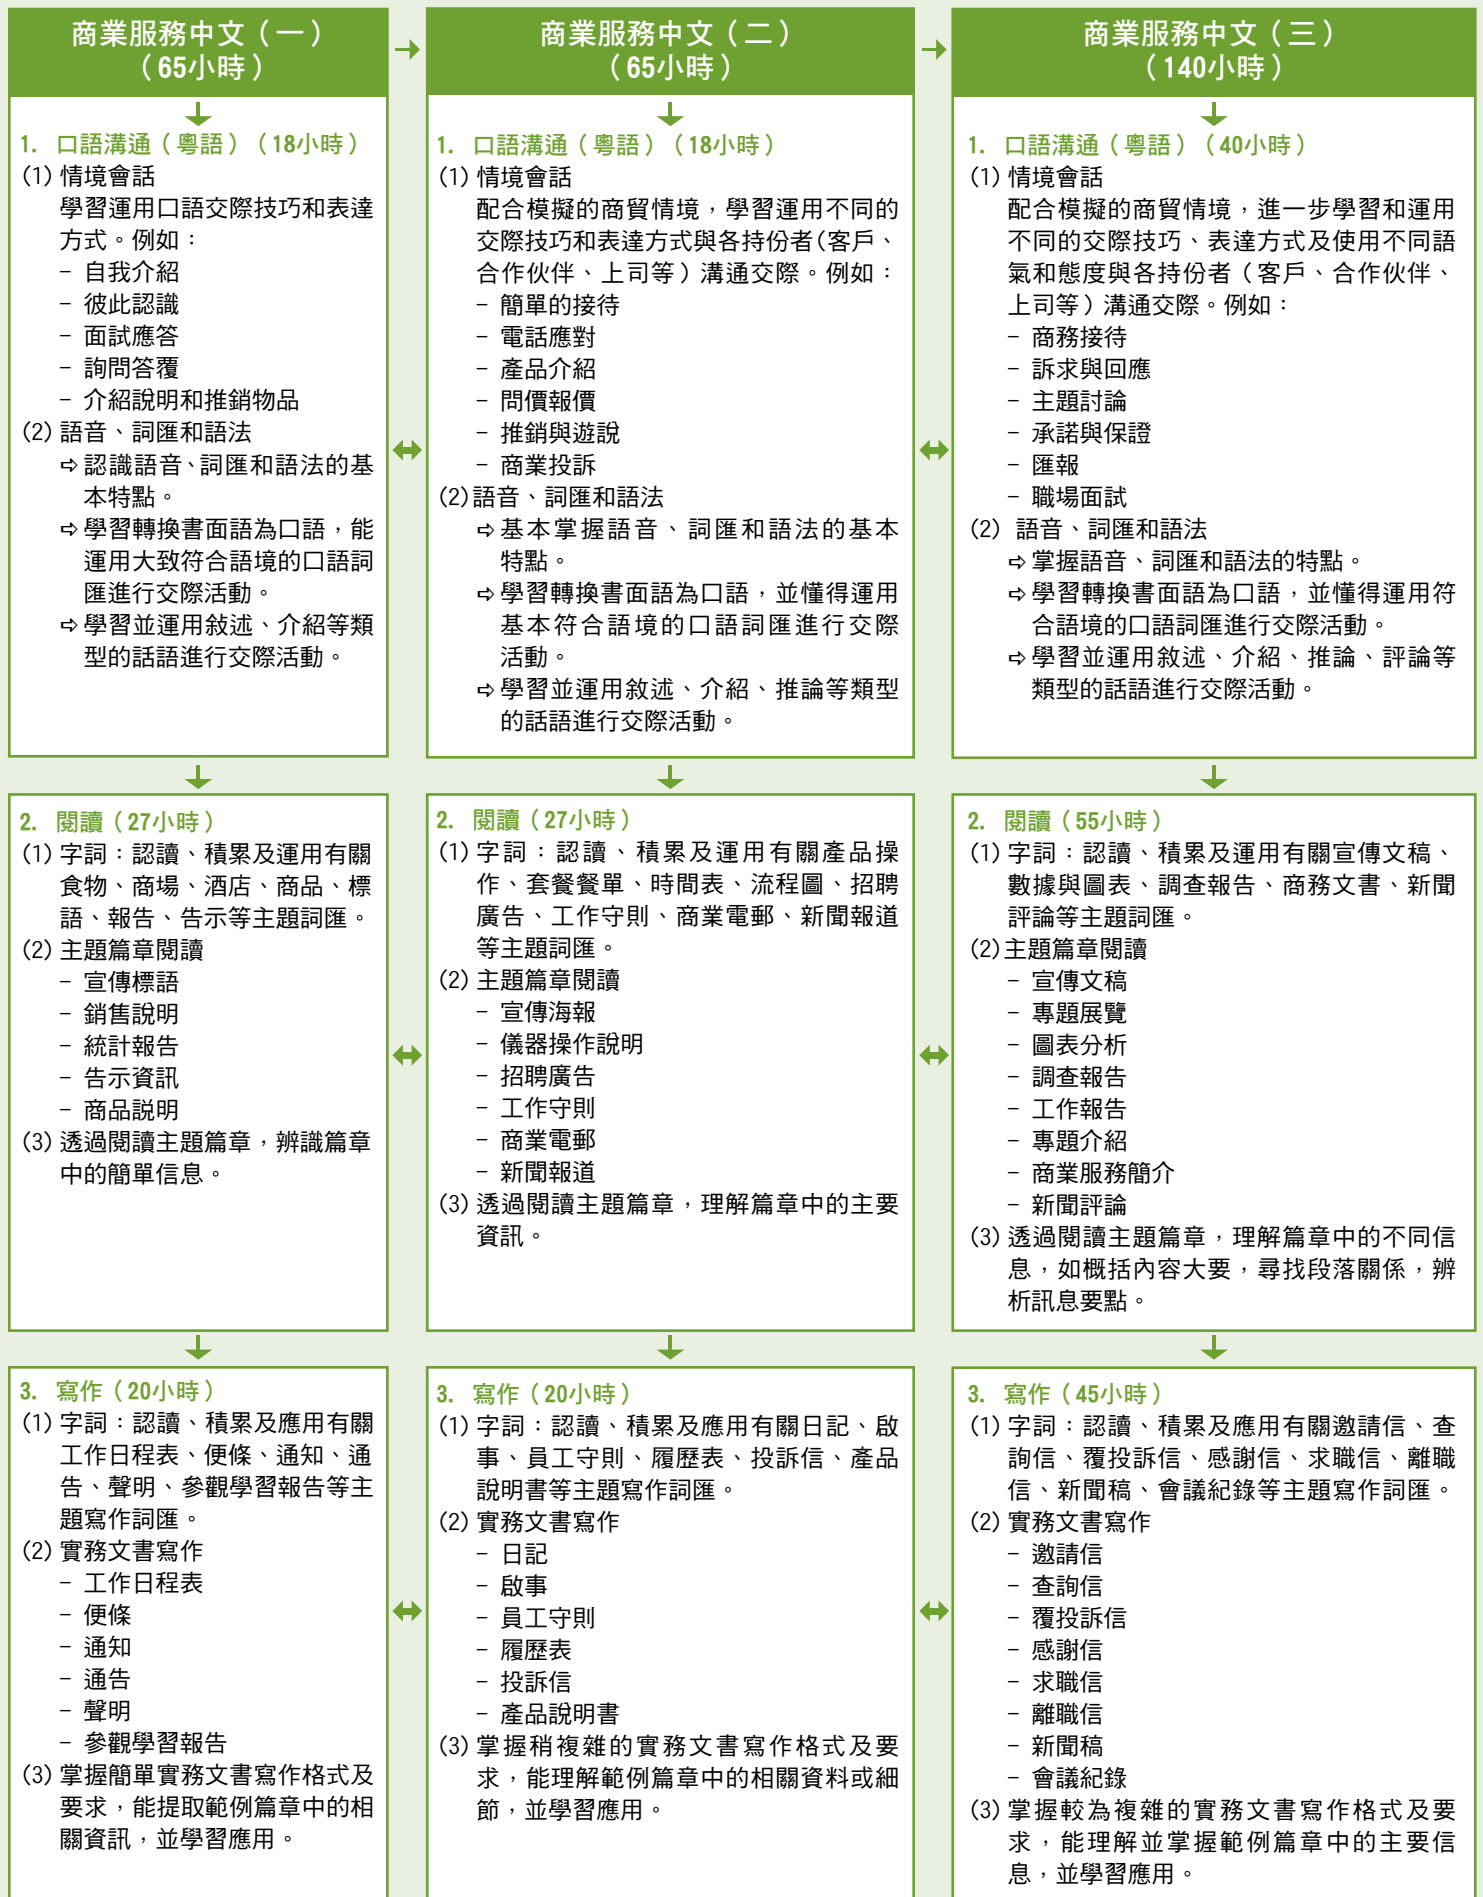 商業服務中文（一）
（65小時）
1. 口語溝通（粵語）（18小時）
(1) 情境會話
學習運用口語交際技巧和表達
方式。例如：
– 自我介紹
– 彼此認識
– 面試應答
– 詢問答覆
– 介紹說明和推銷物品
(2) 語音、詞匯和語法
➩ 認識語音、詞匯和語法的基
本特點。
➩ 學習轉換書面語為口語，能
運用大致符合語境的口語詞
匯進行交際活動。
➩ 學習並運用敘述、介紹等類
型的話語進行交際活動。
2. 閱讀（27小時）
(1) 字詞：認讀、積累及運用有關
食物、商場、酒店、商品、標
語、報告、告示等主題詞匯。
(2) 主題篇章閱讀
– 宣傳標語
– 銷售說明
– 統計報告
– 告示資訊
– 商品說明
(3) 透過閱讀主題篇章，辨識篇章
中的簡單信息。
3. 寫作（20小時）
(1) 字詞：認讀、積累及應用有關
工作日程表、便條、通知、通
告、聲明、參觀學習報告等主
題寫作詞匯。
(2) 實務文書寫作
– 工作日程表
– 便條
– 通知
– 通告
– 聲明
– 參觀學習報告
(3) 掌握簡單實務文書寫作格式及
要求，能提取範例篇章中的相
關資訊，並學習應用。
商業服務中文（二）
（65小時）
1. 口語溝通（粵語）（18小時）
(1) 情境會話
配合模擬的商貿情境，學習運用不同的
交際技巧和表達方式與各持份者（客戶、
合作伙伴、上司等）溝通交際。例如：
– 簡單的接待
– 電話應對
– 產品介紹
– 問價報價
– 推銷與遊說
– 商業投訴
(2) 語音、詞匯和語法
➩ 基本掌握語音、詞匯和語法的基本
特點。
➩ 學習轉換書面語為口語，並懂得運用
基本符合語境的口語詞匯進行交際
活動。
➩ 學習並運用敘述、介紹、推論等類型
的話語進行交際活動。
2. 閱讀（27小時）
(1) 字詞：認讀、積累及運用有關產品操
作、套餐餐單、時間表、流程圖、招聘
廣告、工作守則、商業電郵、新聞報道
等主題詞匯。
(2) 主題篇章閱讀
– 宣傳海報
– 儀器操作說明
– 招聘廣告
– 工作守則
– 商業電郵
– 新聞報道
(3) 透過閱讀主題篇章，理解篇章中的主要
資訊。
3. 寫作（20小時）
(1) 字詞：認讀、積累及應用有關日記、啟
事、員工守則、履歷表、投訴信、產品
說明書等主題寫作詞匯。
(2) 實務文書寫作
– 日記
– 啟事
– 員工守則
– 履歷表
– 投訴信
– 產品說明書
(3) 掌握稍複雜的實務文書寫作格式及要
求，能理解範例篇章中的相關資料或細
節，並學習應用。
商業服務中文（三）
（140小時）
1. 口語溝通（粵語）（40小時）
(1) 情境會話
配合模擬的商貿情境，進一步學習和運用
不同的交際技巧、表達方式及使用不同語
氣和態度與各持份者（客戶、合作伙伴、
上司等）溝通交際。例如：
– 商務接待
– 訴求與回應
– 主題討論
– 承諾與保證
– 匯報
– 職場面試
(2) 語音、詞匯和語法
➩ 掌握語音、詞匯和語法的特點。
➩ 學習轉換書面語為口語，並懂得運用符
合語境的口語詞匯進行交際活動。
➩ 學習並運用敘述、介紹、推論、評論等
類型的話語進行交際活動。
2. 閱讀（55小時）
(1) 字詞：認讀、積累及運用有關宣傳文稿、
數據與圖表、調查報告、商務文書、新聞
評論等主題詞匯。
(2) 主題篇章閱讀
– 宣傳文稿
– 專題展覽
– 圖表分析
– 調查報告
– 工作報告
– 專題介紹
– 商業服務簡介
– 新聞評論
(3) 透過閱讀主題篇章，理解篇章中的不同信
息，如概括內容大要，尋找段落關係，辨
析訊息要點。
3. 寫作（45小時）
(1) 字詞：認讀、積累及應用有關邀請信、查
詢信、覆投訴信、感謝信、求職信、離職
信、新聞稿、會議紀錄等主題寫作詞匯。
(2) 實務文書寫作
– 邀請信
– 查詢信
– 覆投訴信
– 感謝信
– 求職信
– 離職信
– 新聞稿
– 會議紀錄
(3) 掌握較為複雜的實務文書寫作格式及要
求，能理解並掌握範例篇章中的主要信
息，並學習應用。